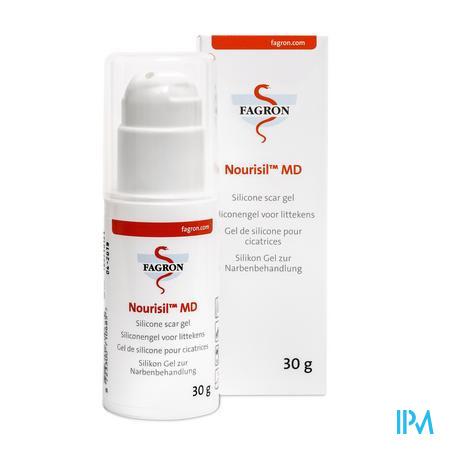 fagron.com
FAGRON
Nourisil™ MD
Silicone scar gel
Siliconengel voor littekens
Gel de silicone pour
cicatrices
Silikon Gel zur
Narbenbehandlung
30 g
fagron.com
FAGRON
Nourisil™ MD
Silicone scar gel
Siliconengel voor littekens
Gel de silicone pour cicatrices
Silikon Gel zur
Narbenbehandlung
30 g
IPM